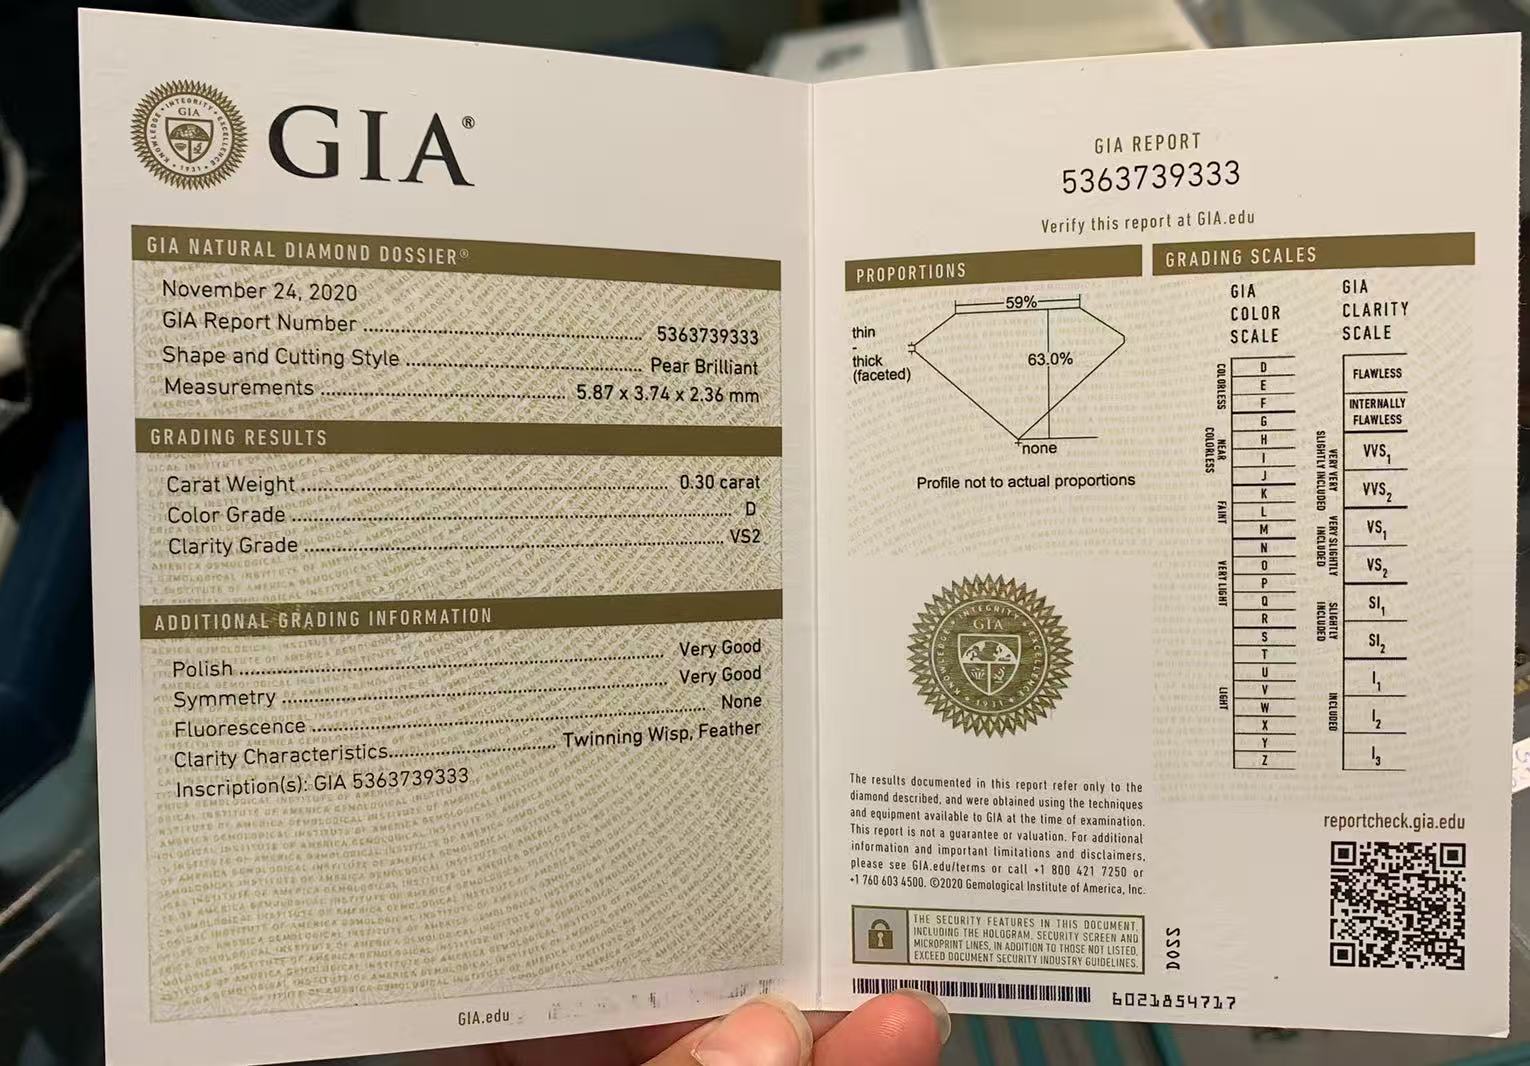 GIA®
KNOWLEDGE • INTEGRITY • EXCELLENCE
GIA
1931
GIA NATURAL DIAMOND DOSSIER®
November 24, 2020
GIA Report Number ........ 5363739333
Shape and Cutting Style ........ Pear Brilliant
Measurements ........ 5.87 x 3.74 x 2.36 mm
GRADING RESULTS
Carat Weight ........ 0.30 carat
Color Grade ........ D
Clarity Grade ........ VS2
ADDITIONAL GRADING INFORMATION
Polish ........ Very Good
Symmetry ........ Very Good
Fluorescence ........ None
Clarity Characteristics ........ Twinning Wisp, Feather
Inscription(s): GIA 5363739333
GIA.edu
GIA REPORT
5363739333
Verify this report at GIA.edu
PROPORTIONS
59%
thin
-
thick
(faceted)
63.0%
none
Profile not to actual proportions
KNOWLEDGE • INTEGRITY • EXCELLENCE
GIA
1931
The results documented in this report refer only to the
diamond described, and were obtained using the techniques
and equipment available to GIA at the time of examination.
This report is not a guarantee or valuation. For additional
information and important limitations and disclaimers,
please see GIA.edu/terms or call +1 800 421 7250 or
+1 760 603 4500. ©2020 Gemological Institute of America, Inc.
THE SECURITY FEATURES IN THIS DOCUMENT,
INCLUDING THE HOLOGRAM, SECURITY SCREEN AND
MICROPRINT LINES, IN ADDITION TO THOSE NOT LISTED,
EXCEED DOCUMENT SECURITY INDUSTRY GUIDELINES.
6021854717
GRADING SCALES
GIA
COLOR
SCALE
COLORLESS
D
E
F
NEAR
COLORLESS
G
H
I
J
FAINT
K
L
M
VERY LIGHT
N
O
P
Q
R
LIGHT
S
T
U
V
W
X
Y
Z
GIA
CLARITY
SCALE
FLAWLESS
INTERNALLY
FLAWLESS
VERY VERY
SLIGHTLY INCLUDED
VVS1
VVS2
VERY SLIGHTLY
INCLUDED
VS1
VS2
SLIGHTLY
INCLUDED
SI1
SI2
INCLUDED
I1
I2
I3
reportcheck.gia.edu